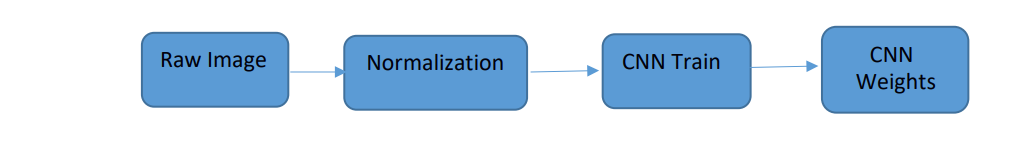 Raw Image
Normalization
CNN Train
CNN
Weights